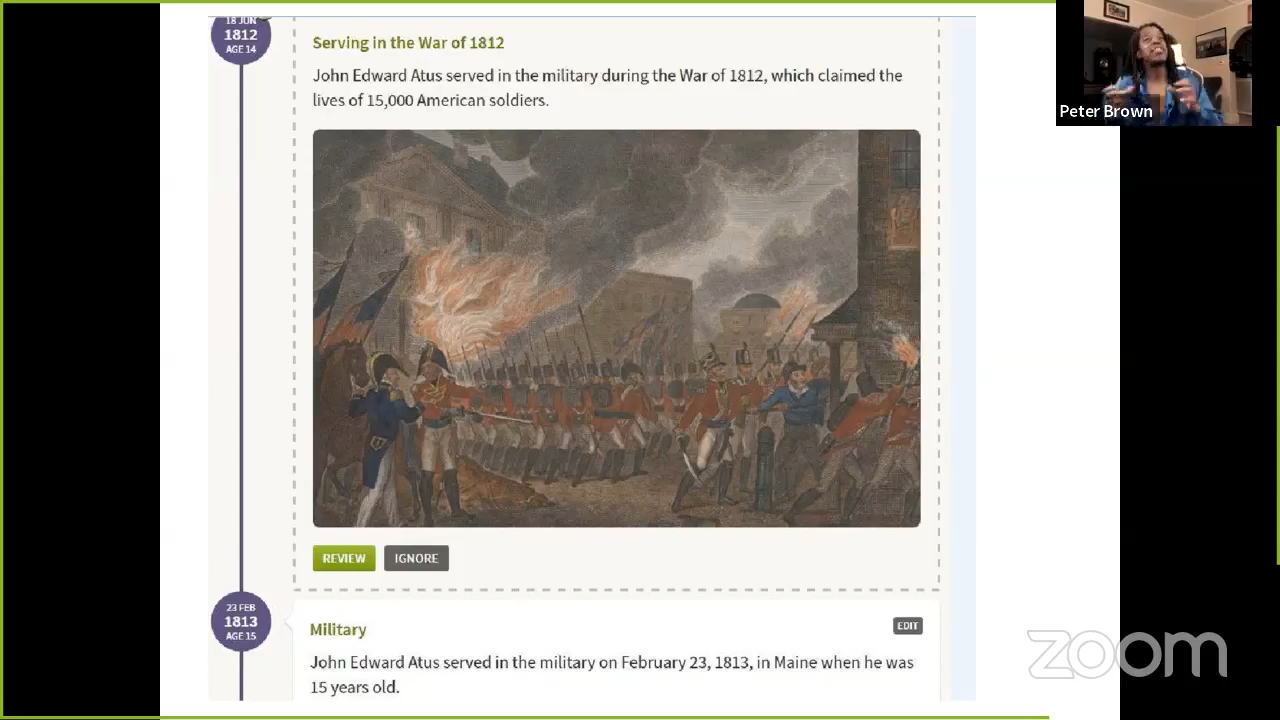 18 JUN
1812
AGE 14
Serving in the War of 1812
John Edward Atus served in the military during the War of 1812, which claimed the
lives of 15,000 American soldiers.
REVIEW
IGNORE
23 FEB
1813
AGE 15
Military
EDIT
John Edward Atus served in the military on February 23, 1813, in Maine when he was
15 years old.
Peter Brown
zoom